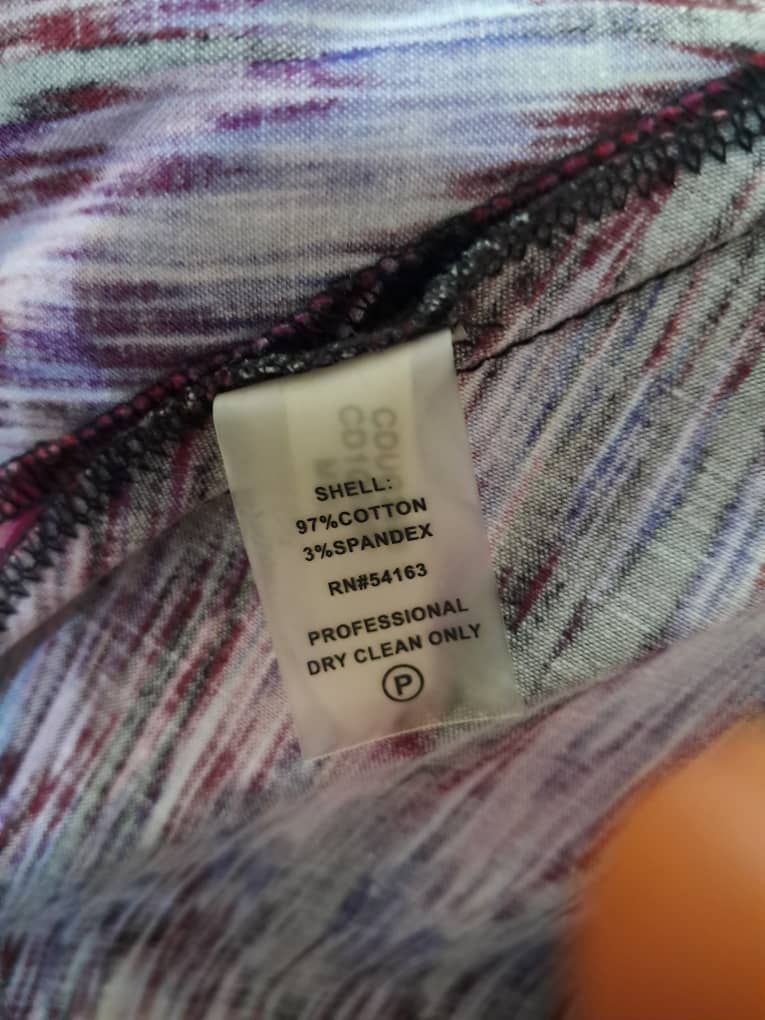 SHELL:
97%COTTON
3%SPANDEX
RN#54163
PROFESSIONAL
DRY CLEAN ONLY
P